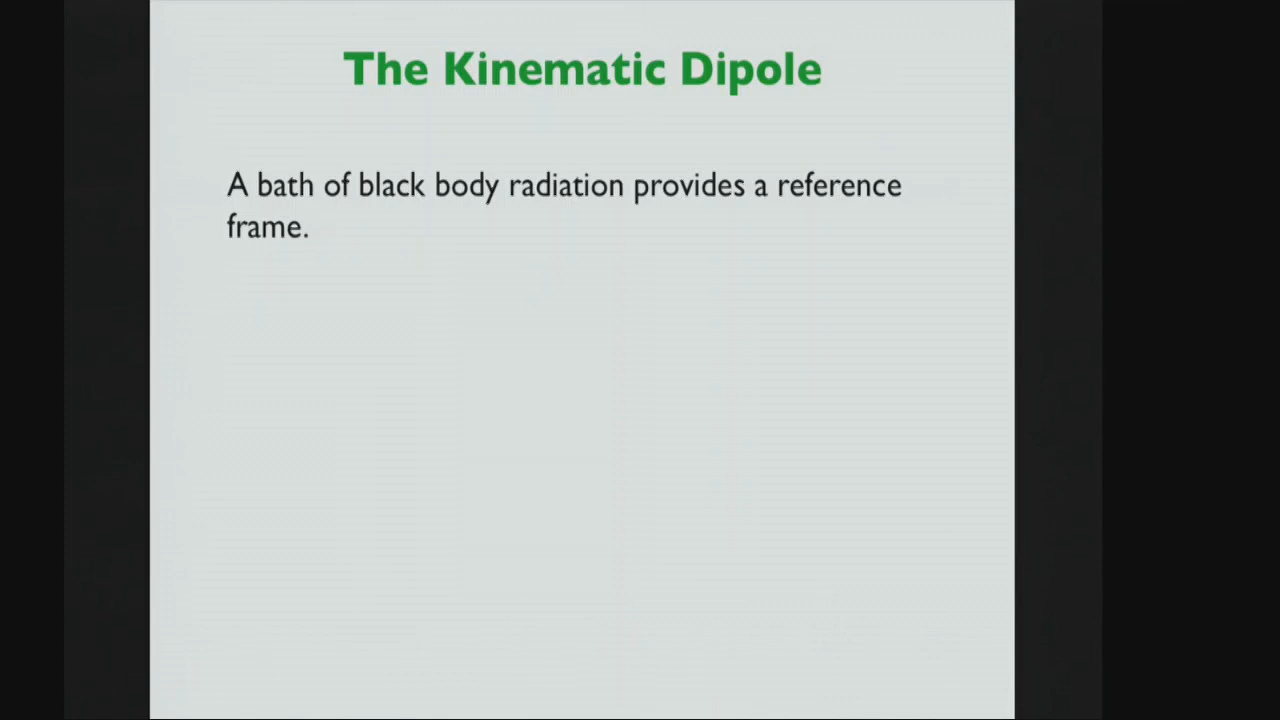 The Kinematic Dipole
A bath of black body radiation provides a reference
frame.